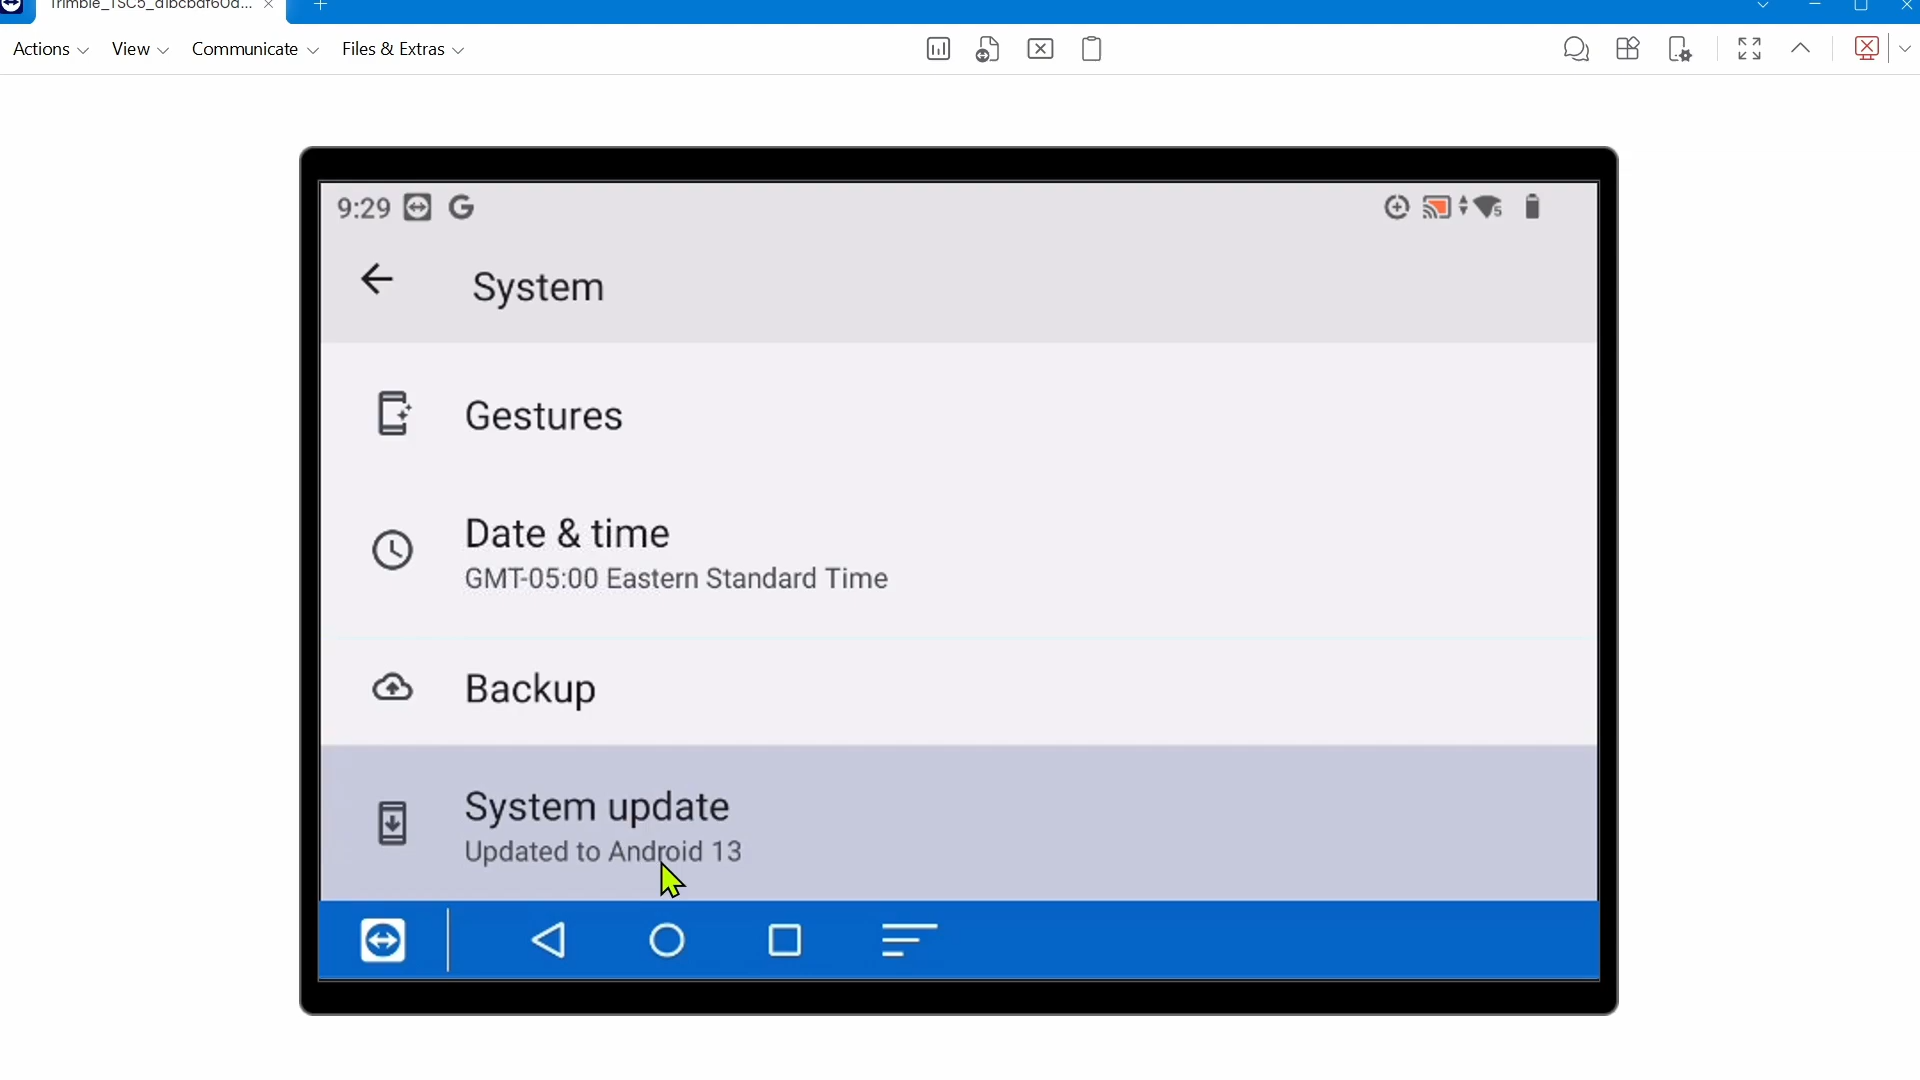 Trimble_TSC5_d1bcbdf60d...
Actions View Communicate Files & Extras
9:29
System
Gestures
Date & time
GMT-05:00 Eastern Standard Time
Backup
System update
Updated to Android 13